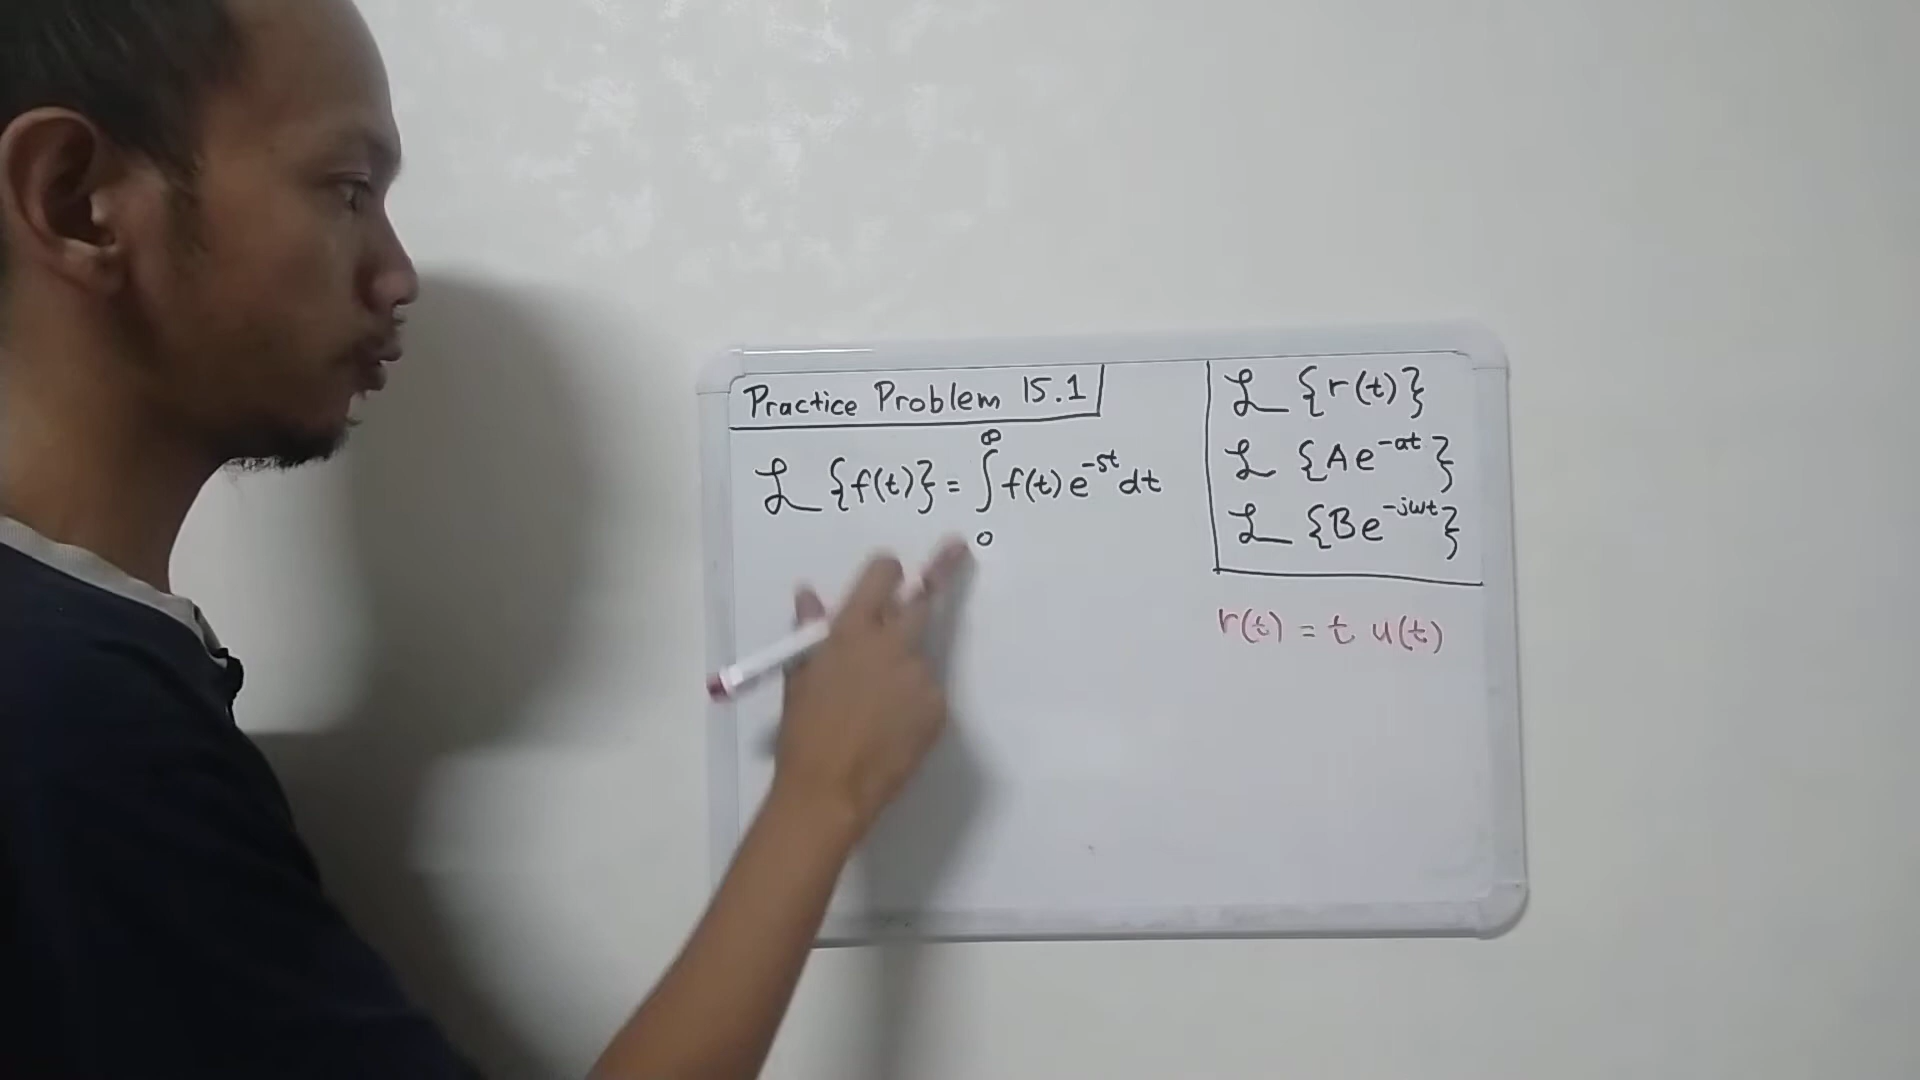 Practice Problem 15.1
ℒ {f(t)} = ∫₀^∞ f(t) e^-st dt
ℒ {r(t)}
ℒ {Ae^-at}
ℒ {Be^-jωt}
r(t) = t u(t)